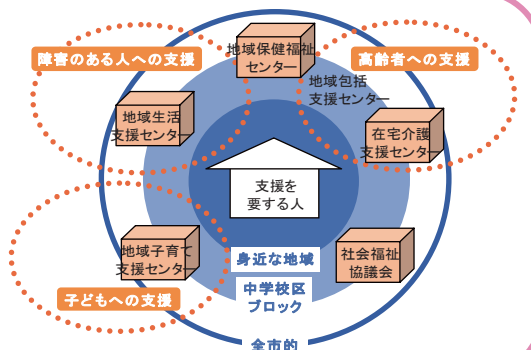 障害のある人への支援
地域保健福祉
センター
高齢者への支援
地域包括
支援センター
地域生活
支援センター
在宅介護
支援センター
支援を
要する人
地域子育て
支援センター
身近な地域
社会福祉
協議会
中学校区
ブロック
子どもへの支援
全市的